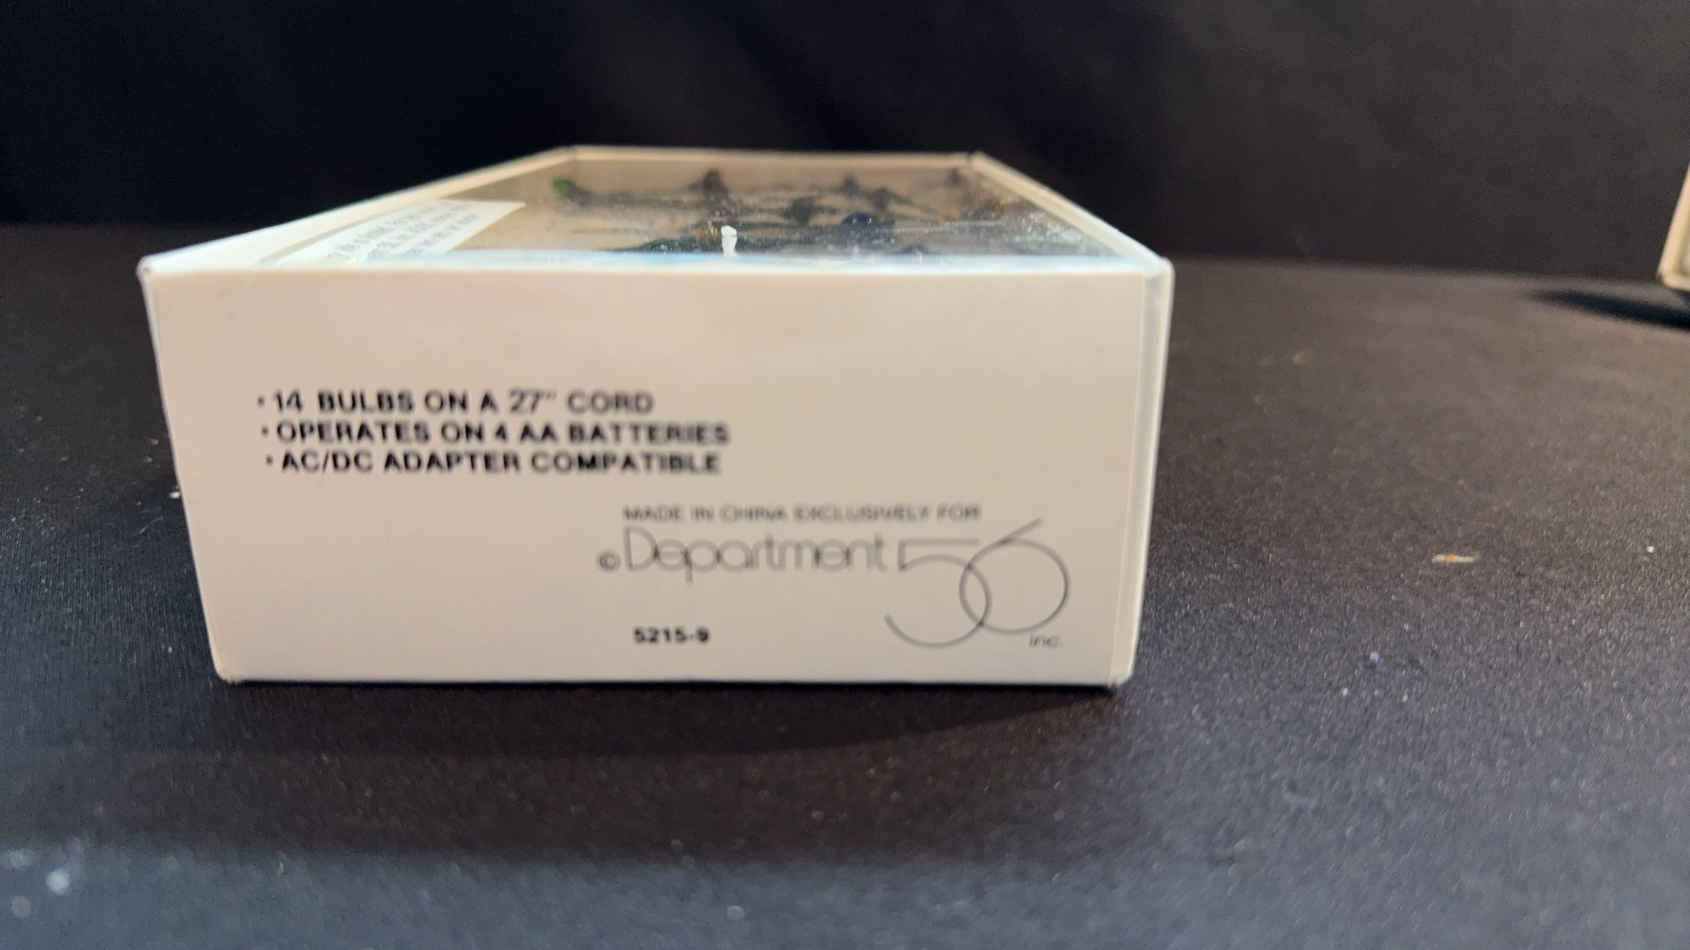 • 14 BULBS ON A 27" CORD
• OPERATES ON 4 AA BATTERIES
• AC/DC ADAPTER COMPATIBLE
MADE IN CHINA EXCLUSIVELY FOR
© Department 56
inc.
5215-9